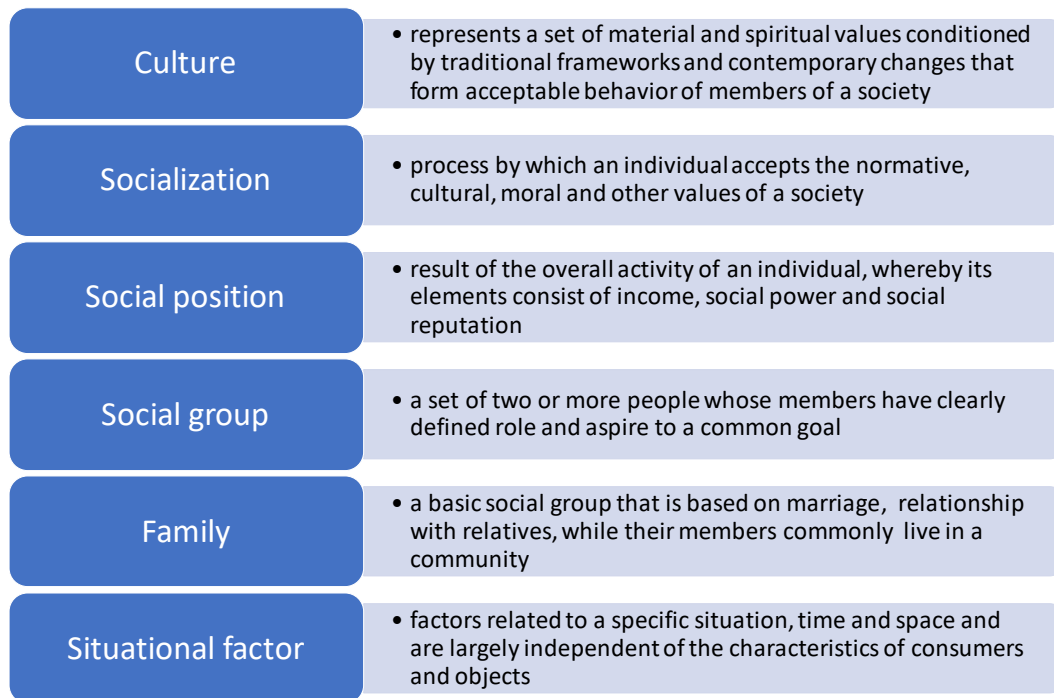 Culture
• represents a set of material and spiritual values conditioned
by traditional frameworks and contemporary changes that
form acceptable behavior of members of a society
Socialization
• process by which an individual accepts the normative,
cultural, moral and other values of a society
Social position
• result of the overall activity of an individual, whereby its
elements consist of income, social power and social
reputation
Social group
• a set of two or more people whose members have clearly
defined role and aspire to a common goal
Family
• a basic social group that is based on marriage, relationship
with relatives, while their members commonly live in a
community
Situational factor
• factors related to a specific situation, time and space and
are largely independent of the characteristics of consumers
and objects